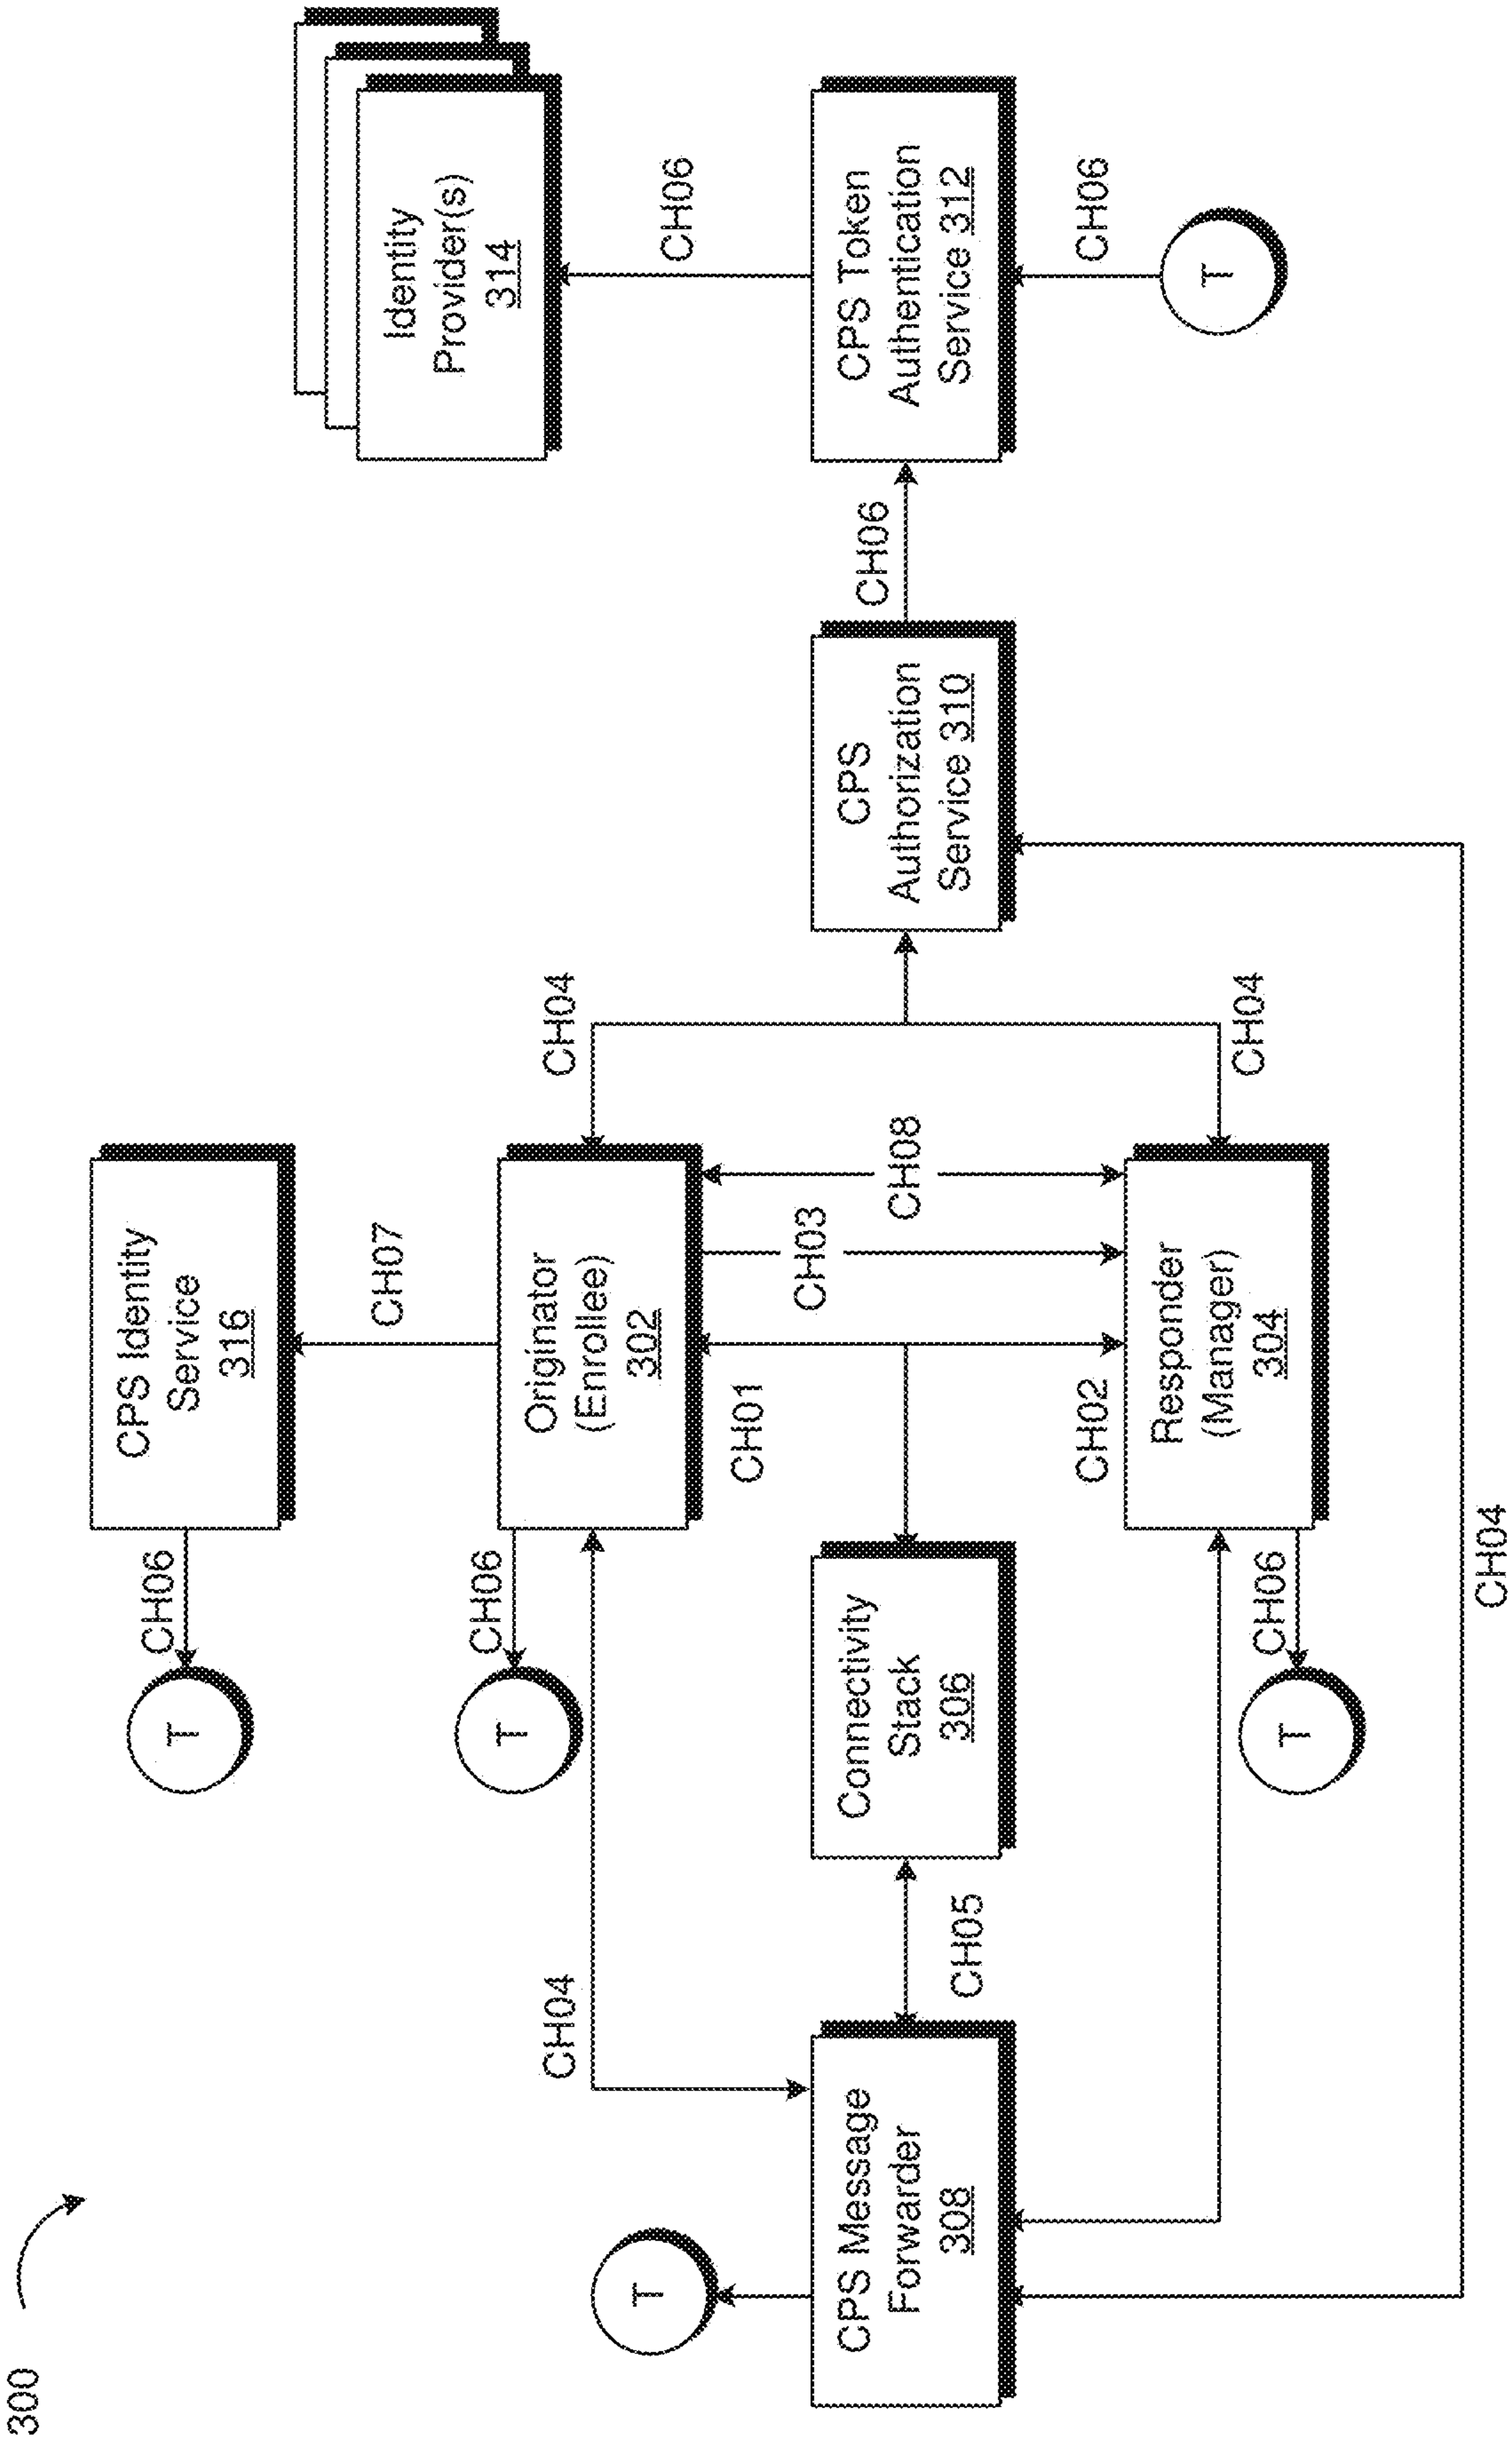 300
CPS Identity
Service
316
CH06
T
CH07
Identity
Provider(s)
314
CH06
T
Originator
(Enrollee)
302
CH04
CH04
CH06
CH01
CH03
CH08
T
CPS Message
Forwarder
308
CH05
Connectivity
Stack
306
CPS
Authorization
Service 310
CH06
CPS Token
Authentication
Service 312
CH02
CH04
CH06
T
Responder
(Manager)
304
CH06
T
CH04